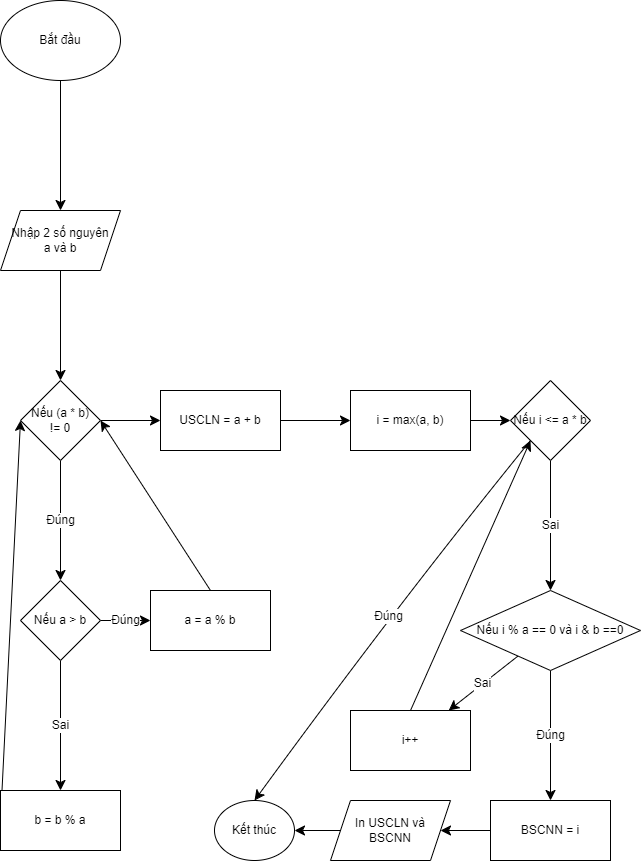 Bắt đầu
Nhập 2 số nguyên
a và b
Nếu (a * b)
!= 0
USCLN = a + b
i = max(a, b)
Nếu i <= a * b
Đúng
Sai
Nếu a > b
Đúng
a = a % b
Đúng
Nếu i % a == 0 và i & b ==0
Sai
Sai
i++
Đúng
b = b % a
Kết thúc
In USCLN và
BSCNN
BSCNN = i